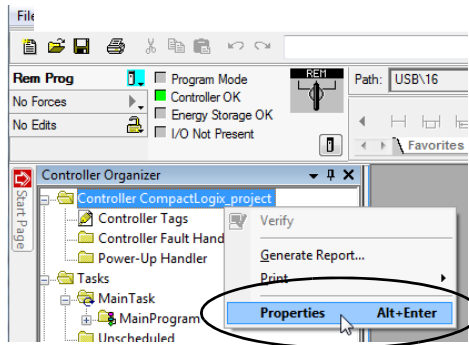 File
Rem Prog
No Forces
No Edits
Program Mode
Controller OK
Energy Storage OK
I/O Not Present
REM
Path: USB\16
Favorites
Start Page
Controller Organizer
Controller CompactLogix_project
Controller Tags
Controller Fault Hand
Power-Up Handler
Tasks
MainTask
MainProgram
Unscheduled
Verify
Generate Report...
Print
Properties Alt+Enter